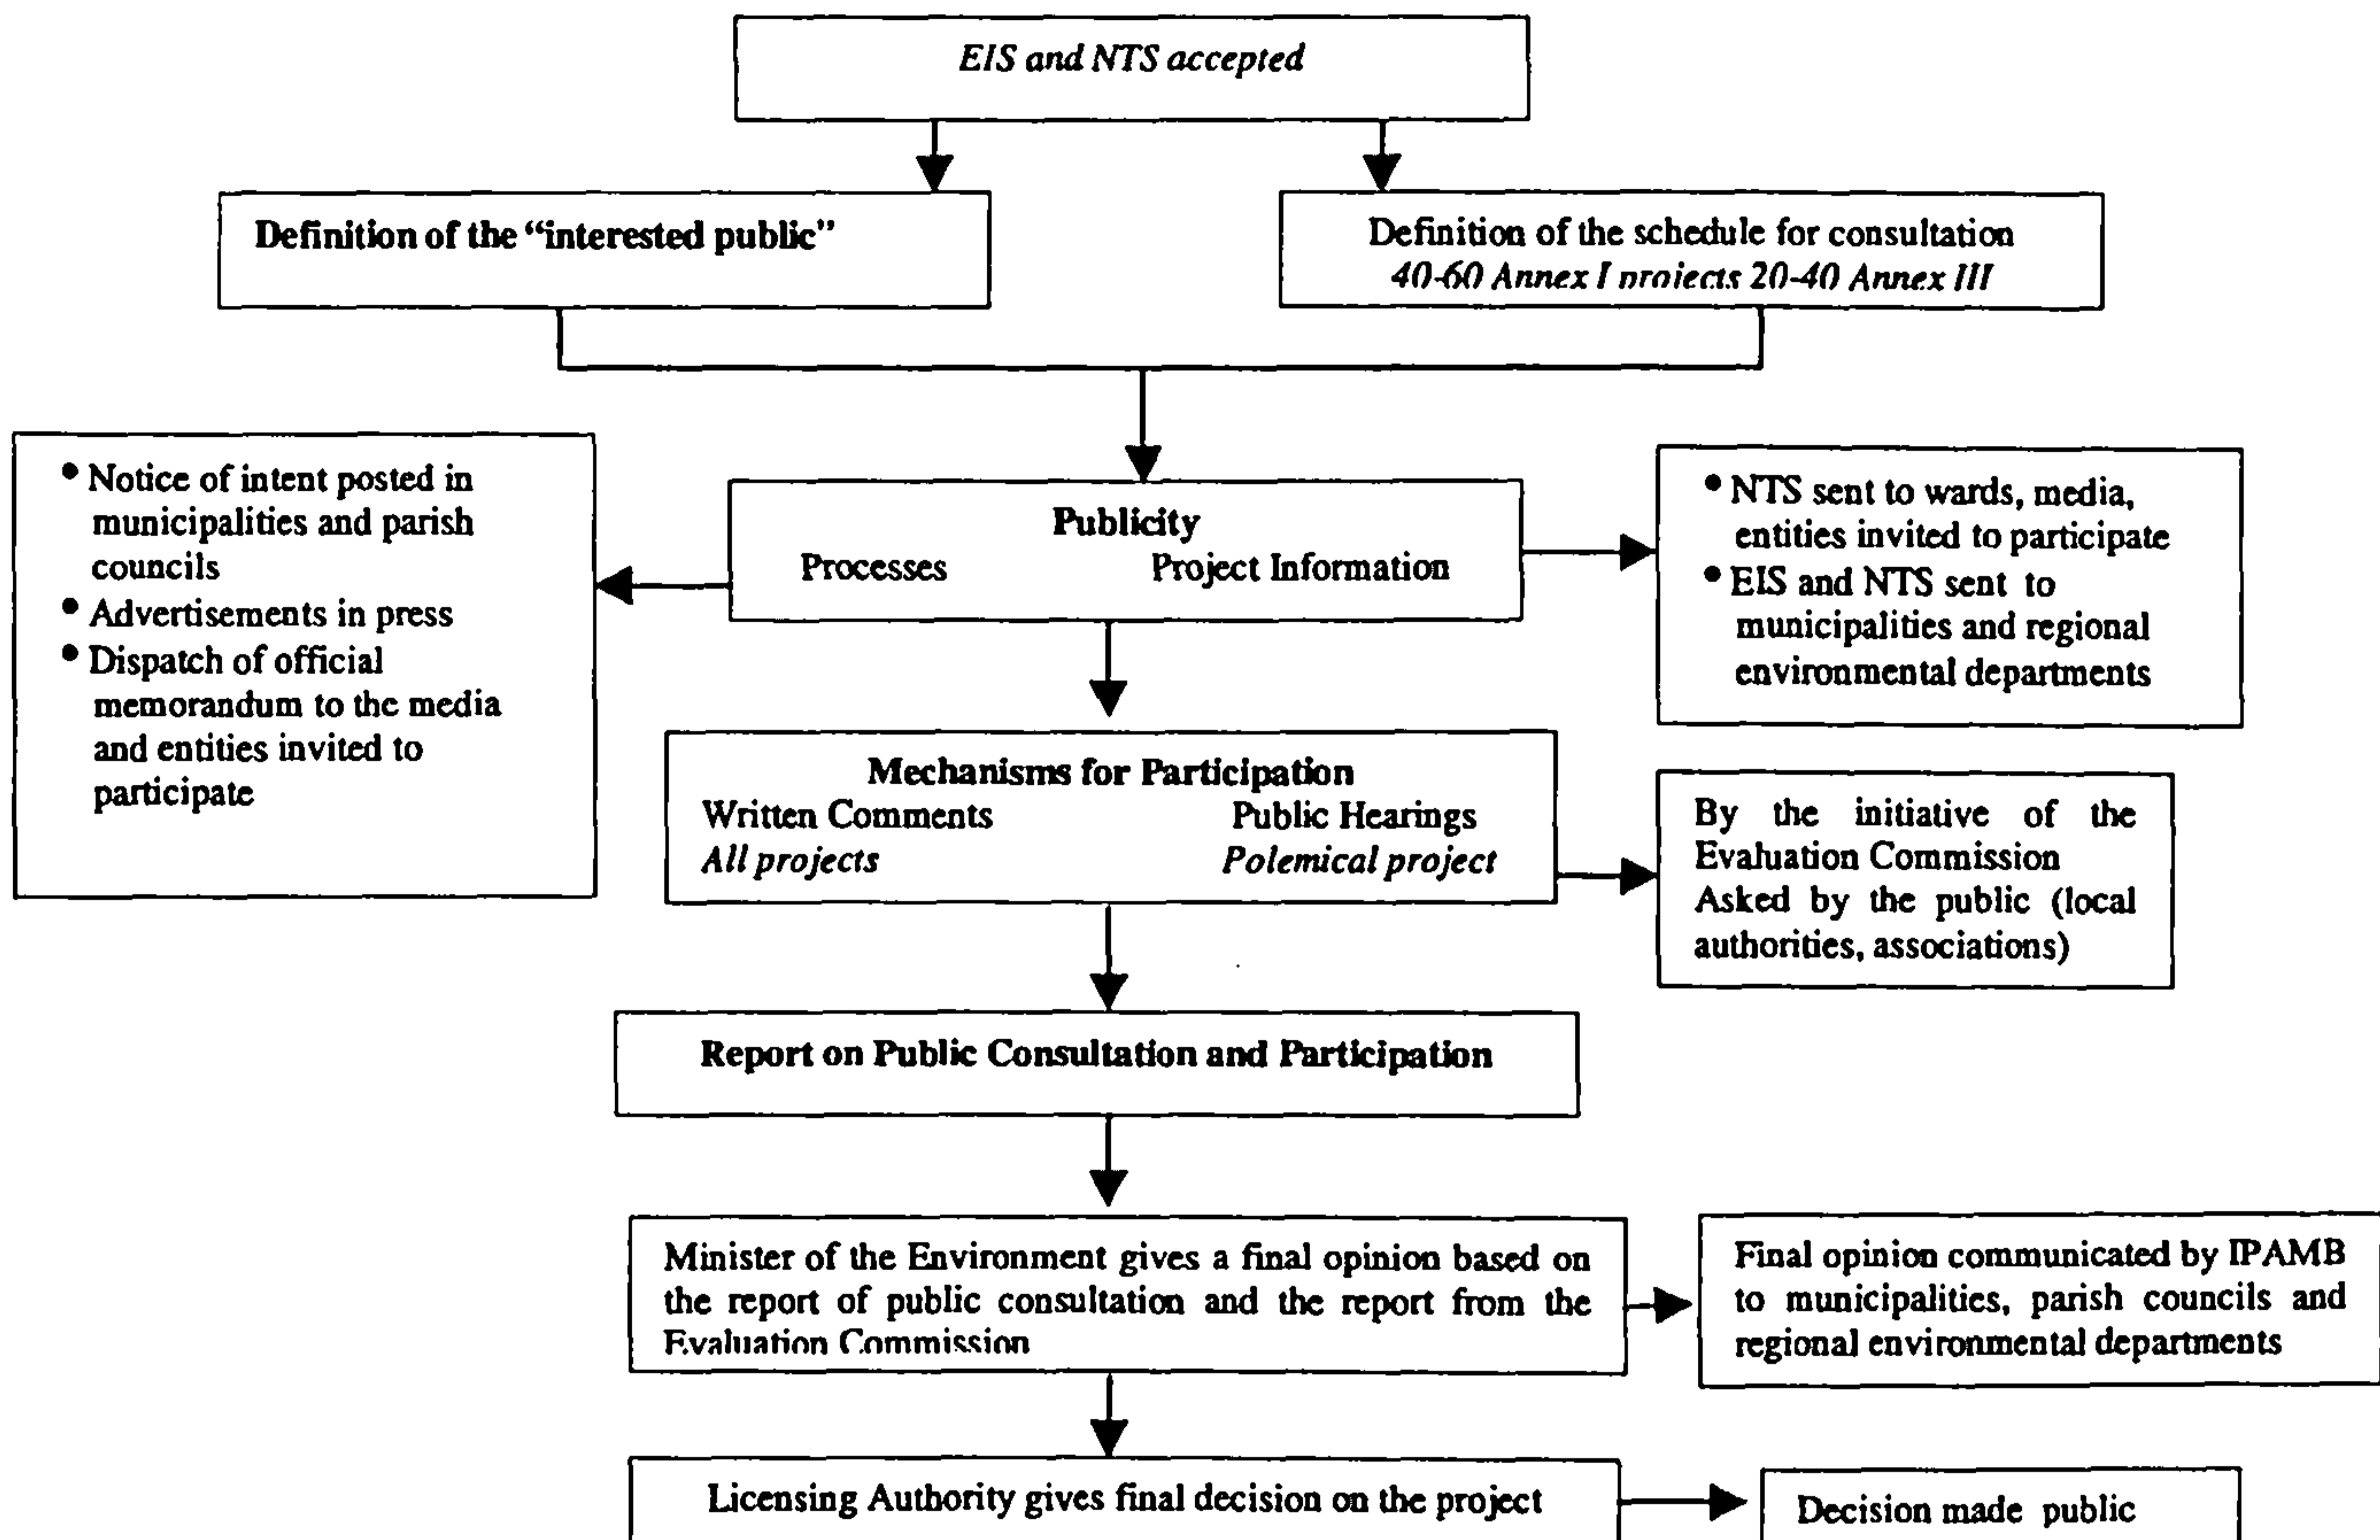 EIS and NTS accepted
Definition of the “interested public”
Definition of the schedule for consultation
40-60 Annex I projects 20-40 Annex III
• Notice of intent posted in
municipalities and parish
councils
• Advertisements in press
• Dispatch of official
memorandum to the media
and entities invited to
participate
Publicity
Processes Project Information
• NTS sent to wards, media,
entities invited to participate
• EIS and NTS sent to
municipalities and regional
environmental departments
Mechanisms for Participation
Written Comments Public Hearings
All projects Polemical project
By the initiative of the
Evaluation Commission
Asked by the public (local
authorities, associations)
Report on Public Consultation and Participation
Minister of the Environment gives a final opinion based on
the report of public consultation and the report from the
Evaluation Commission
Final opinion communicated by IPAMB
to municipalities, parish councils and
regional environmental departments
Licensing Authority gives final decision on the project
Decision made public